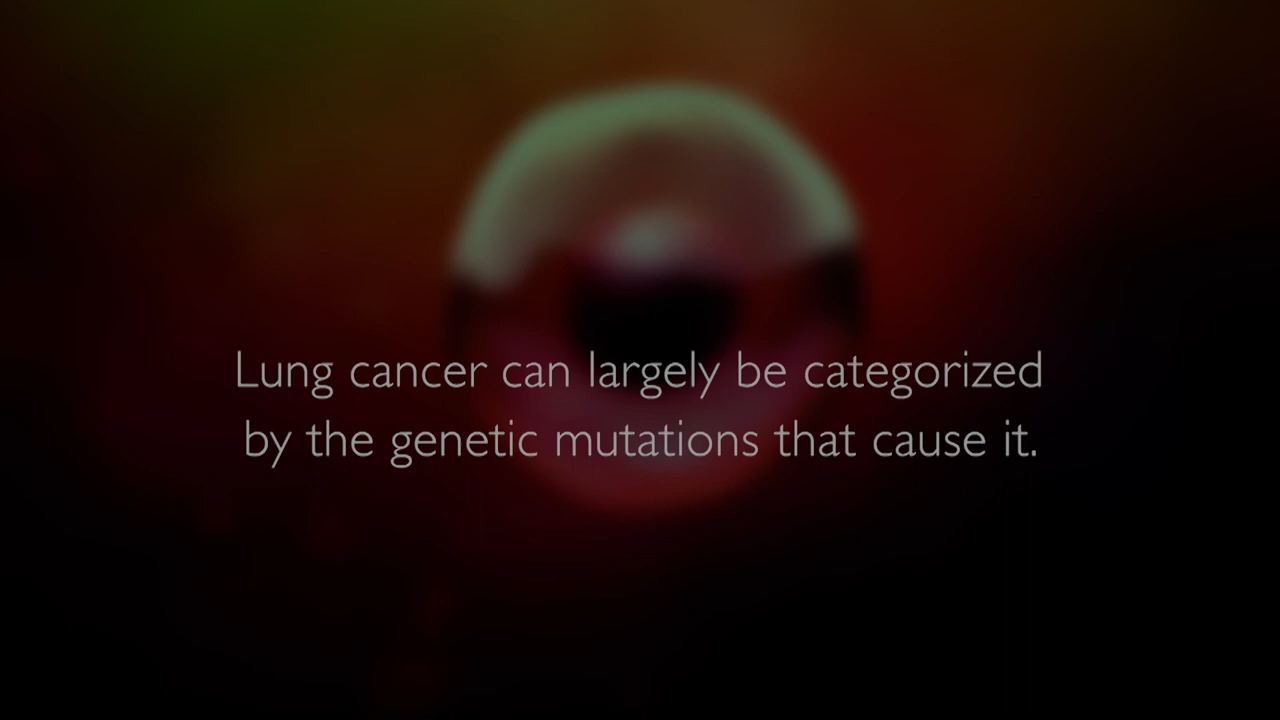 Lung cancer can largely be categorized
by the genetic mutations that cause it.